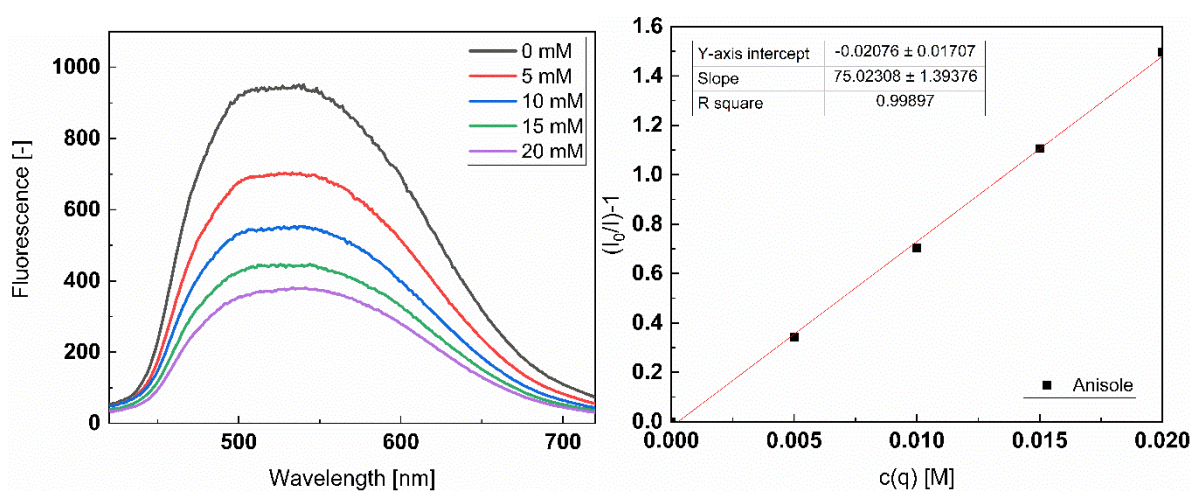 1000
800
600
400
200
0
Fluorescence [-]
0 mM
5 mM
10 mM
15 mM
20 mM
500
600
700
Wavelength [nm]
1.6
1.4
1.2
1.0
0.8
0.6
0.4
0.2
0.0
(I₀/I)-1
Y-axis intercept -0.02076 ± 0.01707
Slope 75.02308 ± 1.39376
R square 0.99897
Anisole
0.000 0.005 0.010 0.015 0.020
c(q) [M]